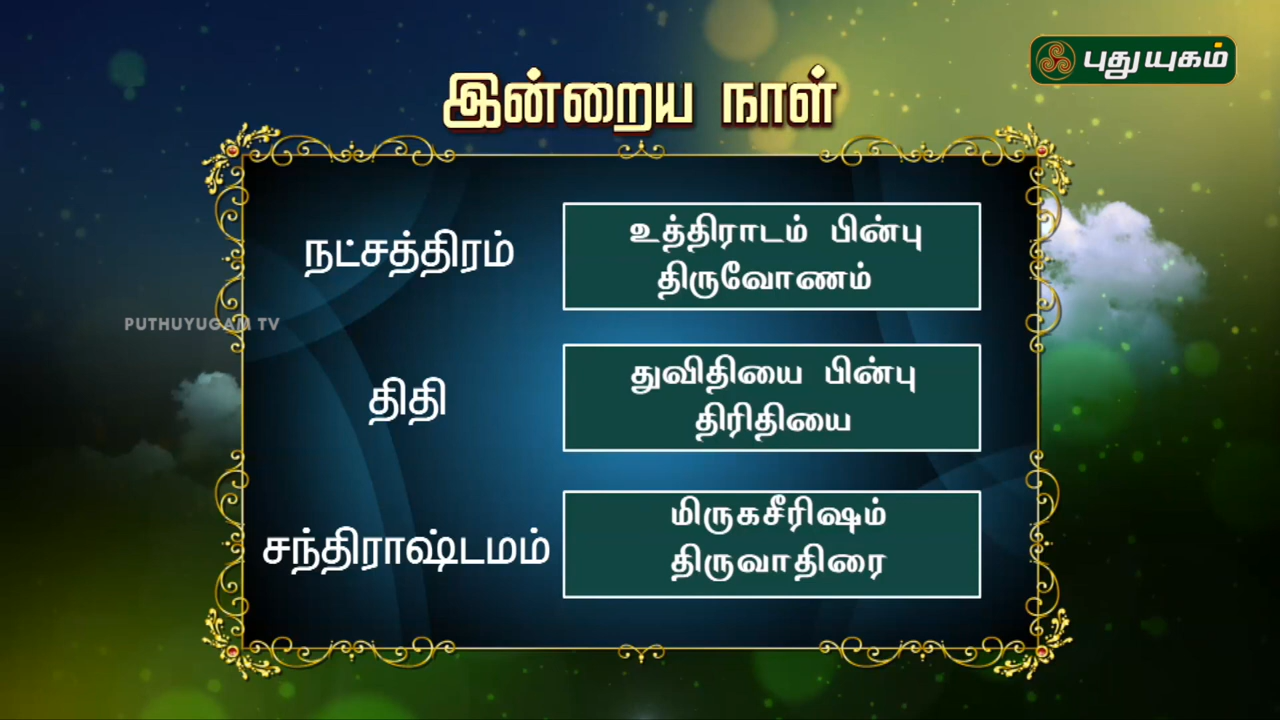 புதுயுகம்
இன்றைய நாள்
நட்சத்திரம்
உத்திராடம் பின்பு
திருவோணம்
PUTHUYUGAM TV
திதி
துவிதியை பின்பு
திரிதியை
சந்திராஷ்டமம்
மிருகசீரிஷம்
திருவாதிரை